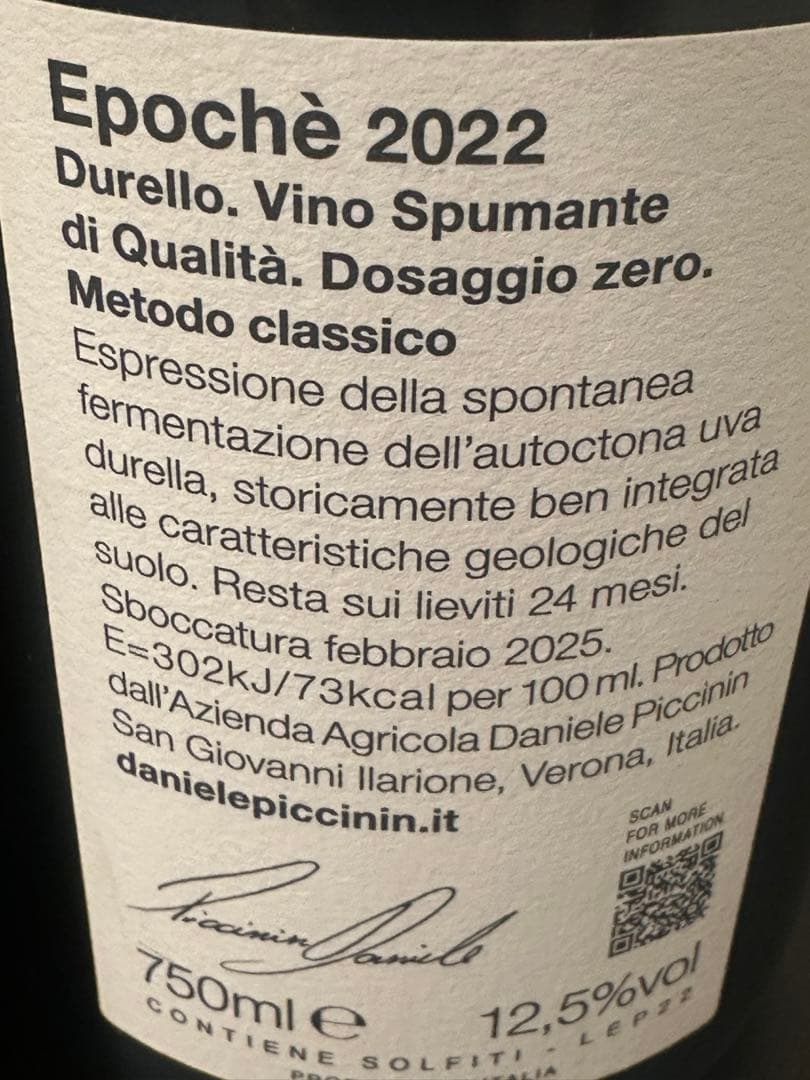 Epochè 2022
Durello. Vino Spumante
di Qualità. Dosaggio zero.
Metodo classico
Espressione della spontanea
fermentazione dell'autoctona uva
durella, storicamente ben integrata
alle caratteristiche geologiche del
suolo. Resta sui lieviti 24 mesi.
Sboccatura febbraio 2025.
E=302kJ/73kcal per 100 ml. Prodotto
dall'Azienda Agricola Daniele Piccinin
San Giovanni Ilarione, Verona, Italia.
danielepiccinin.it
SCAN
FOR MORE
INFORMATION
Piccinin Daniele
750ml e 12,5%vol
CONTIENE SOLFITI - LEP22